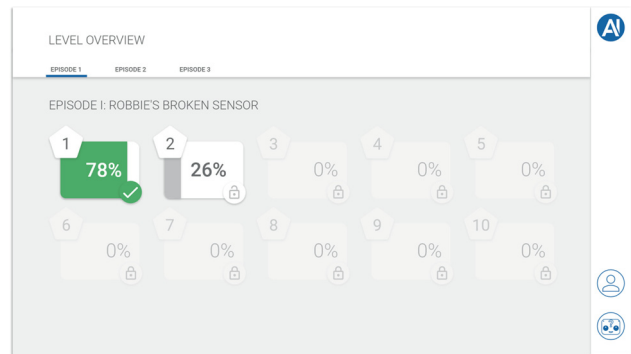 LEVEL OVERVIEW
EPISODE 1 EPISODE 2 EPISODE 3
EPISODE I: ROBBIE'S BROKEN SENSOR
1 2 3 4 5
78% 26% 0% 0% 0%
6 7 8 9 10
0% 0% 0% 0% 0%
AI